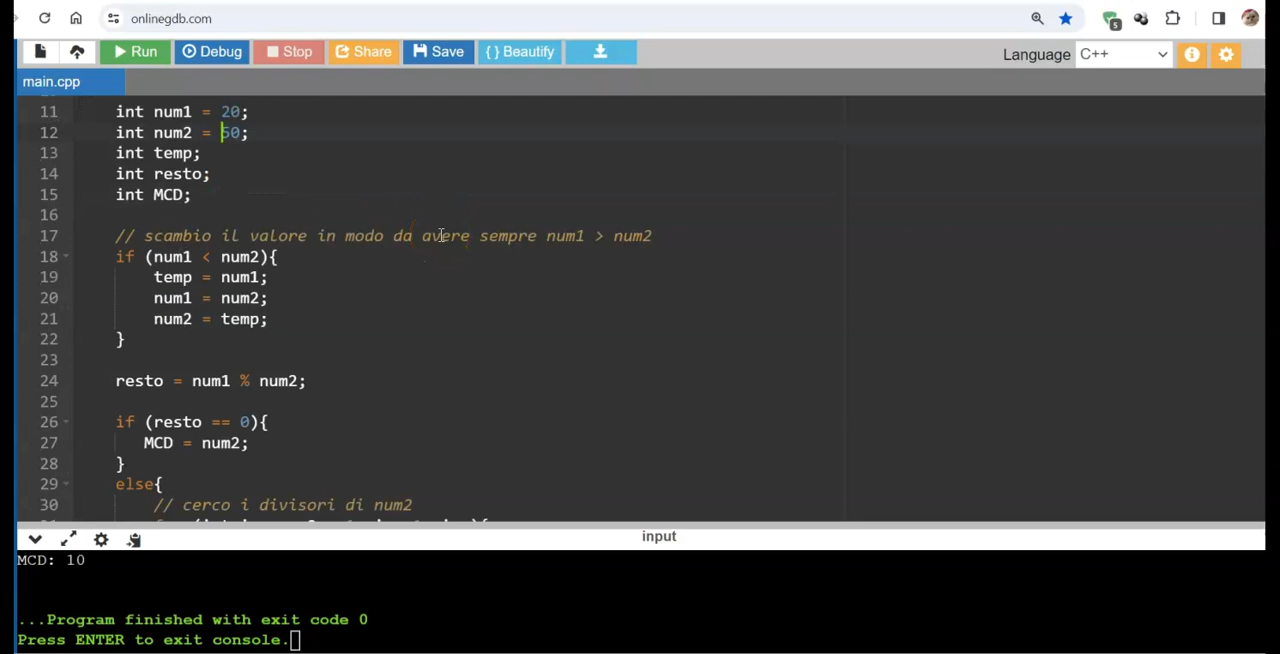 onlinegdb.com
5
Run Debug Stop Share Save { } Beautify Language C++
main.cpp
11 int num1 = 20;
12 int num2 = 50;
13 int temp;
14 int resto;
15 int MCD;
16
17 // scambio il valore in modo da avere sempre num1 > num2
18 if (num1 < num2){
19 temp = num1;
20 num1 = num2;
21 num2 = temp;
22 }
23
24 resto = num1 % num2;
25
26 if (resto == 0){
27 MCD = num2;
28 }
29 else{
30 // cerco i divisori di num2
input
MCD: 10
...Program finished with exit code 0
Press ENTER to exit console.